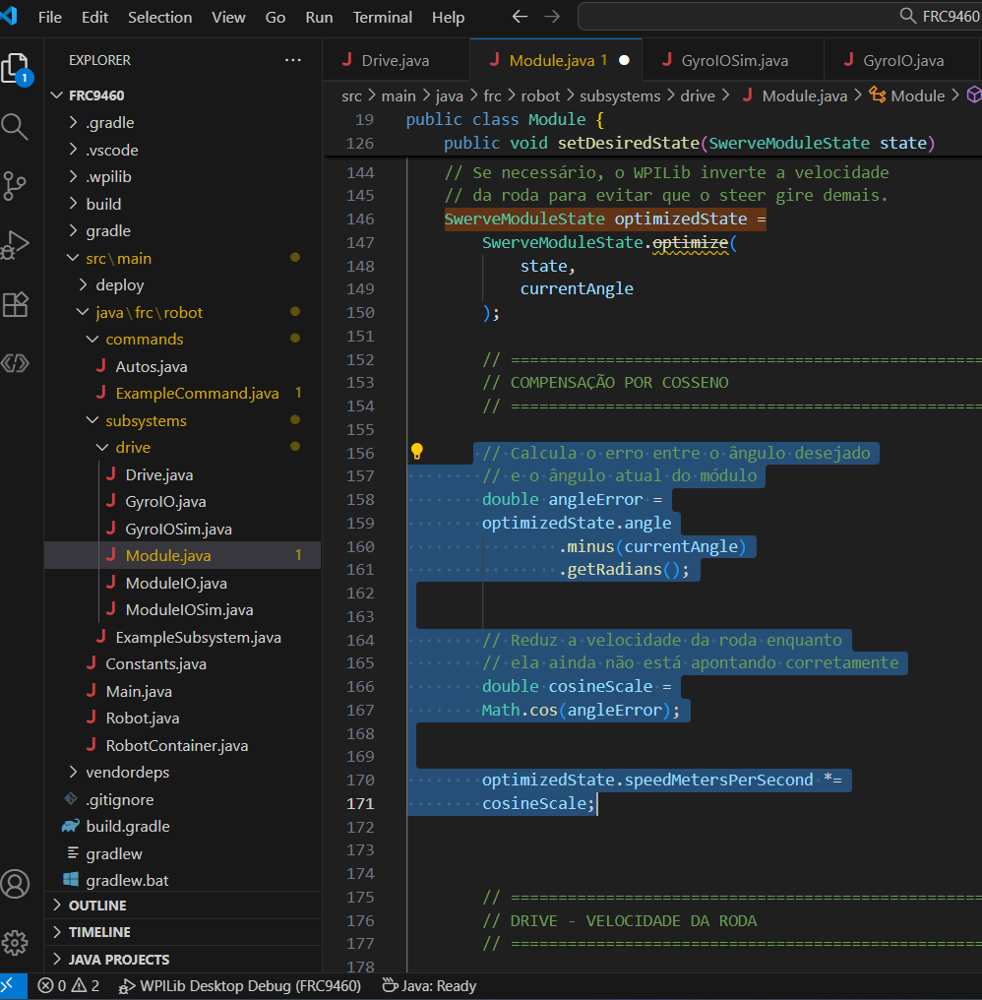 File Edit Selection View Go Run Terminal Help ← → FRC9460
EXPLORER ...
Drive.java
Module.java 1 ●
GyroIOSim.java
GyroIO.java
src > main > java > frc > robot > subsystems > drive > Module.java > Module >
1
FRC9460
.gradle
.vscode
.wpilib
build
gradle
src\main
deploy
java\frc\robot
commands
Autos.java
ExampleCommand.java 1
subsystems
drive
Drive.java
GyroIO.java
GyroIOSim.java
Module.java 1
ModuleIO.java
ModuleIOSim.java
ExampleSubsystem.java
Constants.java
Main.java
Robot.java
RobotContainer.java
vendordeps
.gitignore
build.gradle
gradlew
gradlew.bat
OUTLINE
TIMELINE
JAVA PROJECTS
19 public class Module {
126 public void setDesiredState(SwerveModuleState state)
144 // Se necessário, o WPILib inverte a velocidade
145 // da roda para evitar que o steer gire demais.
146 SwerveModuleState optimizedState =
147 SwerveModuleState.optimize(
148 state,
149 currentAngle
150 );
151
152 // ==================================================
153 // COMPENSAÇÃO POR COSSENO
154 // ==================================================
155
156 // Calcula o erro entre o ângulo desejado
157 // e o ângulo atual do módulo
158 double angleError =
159 optimizedState.angle
160 .minus(currentAngle)
161 .getRadians();
162
163
164 // Reduz a velocidade da roda enquanto
165 // ela ainda não está apontando corretamente
166 double cosineScale =
167 Math.cos(angleError);
168
169
170 optimizedState.speedMetersPerSecond *=
171 cosineScale;
172
173
174
175 // ==================================================
176 // DRIVE - VELOCIDADE DA RODA
177 // ==================================================
178
0 2 WPILib Desktop Debug (FRC9460) Java: Ready